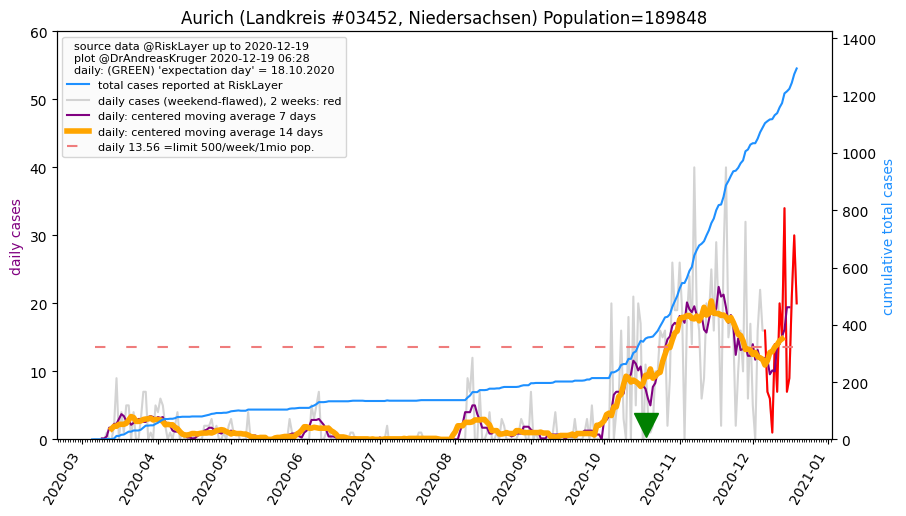 Aurich (Landkreis #03452, Niedersachsen) Population=189848
source data @RiskLayer up to 2020-12-19
plot @DrAndreasKruger 2020-12-19 06:28
daily: (GREEN) 'expectation day' = 18.10.2020
total cases reported at RiskLayer
daily cases (weekend-flawed), 2 weeks: red
daily: centered moving average 7 days
daily: centered moving average 14 days
daily 13.56 =limit 500/week/1mio pop.
daily cases
60
50
40
30
20
10
0
cumulative total cases
1400
1200
1000
800
600
400
200
0
2020-03
2020-04
2020-05
2020-06
2020-07
2020-08
2020-09
2020-10
2020-11
2020-12
2021-01